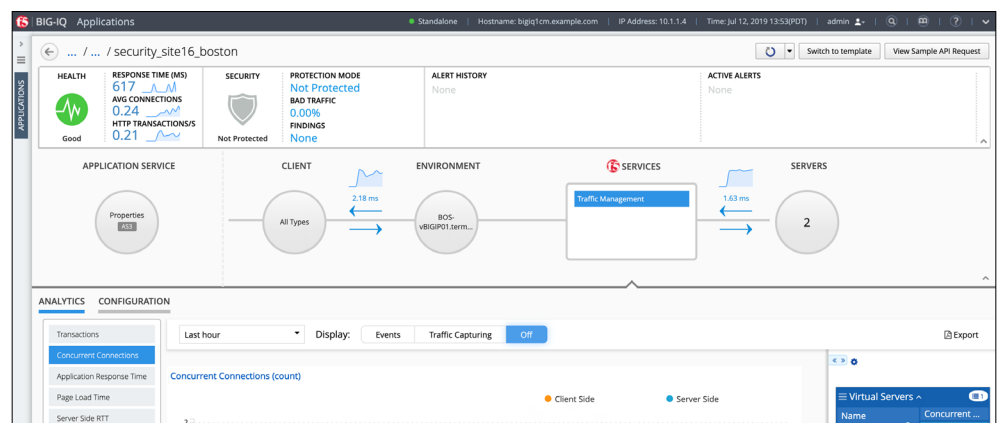 f5 BIG-IQ Applications
Standalone | Hostname: bigiq1cm.example.com | IP Address: 10.1.1.4 | Time: Jul 12, 2019 13:53(PDT) | admin
APPLICATIONS
... / ... / security_site16_boston
Switch to template
View Sample API Request
HEALTH
Good
RESPONSE TIME (MS)
617
AVG CONNECTIONS
0.24
HTTP TRANSACTIONS/S
0.21
SECURITY
Not Protected
PROTECTION MODE
Not Protected
BAD TRAFFIC
0.00%
FINDINGS
None
ALERT HISTORY
None
ACTIVE ALERTS
None
APPLICATION SERVICE
CLIENT
ENVIRONMENT
f5 SERVICES
SERVERS
Properties
AS3
All Types
2.18 ms
BOS-
vBIGIP01.term...
Traffic Management
1.63 ms
2
ANALYTICS
CONFIGURATION
Transactions
Concurrent Connections
Application Response Time
Page Load Time
Server Side RTT
Last hour
Display:
Events
Traffic Capturing
Off
Export
Concurrent Connections (count)
Client Side
Server Side
Virtual Servers
1
Name
Concurrent ...